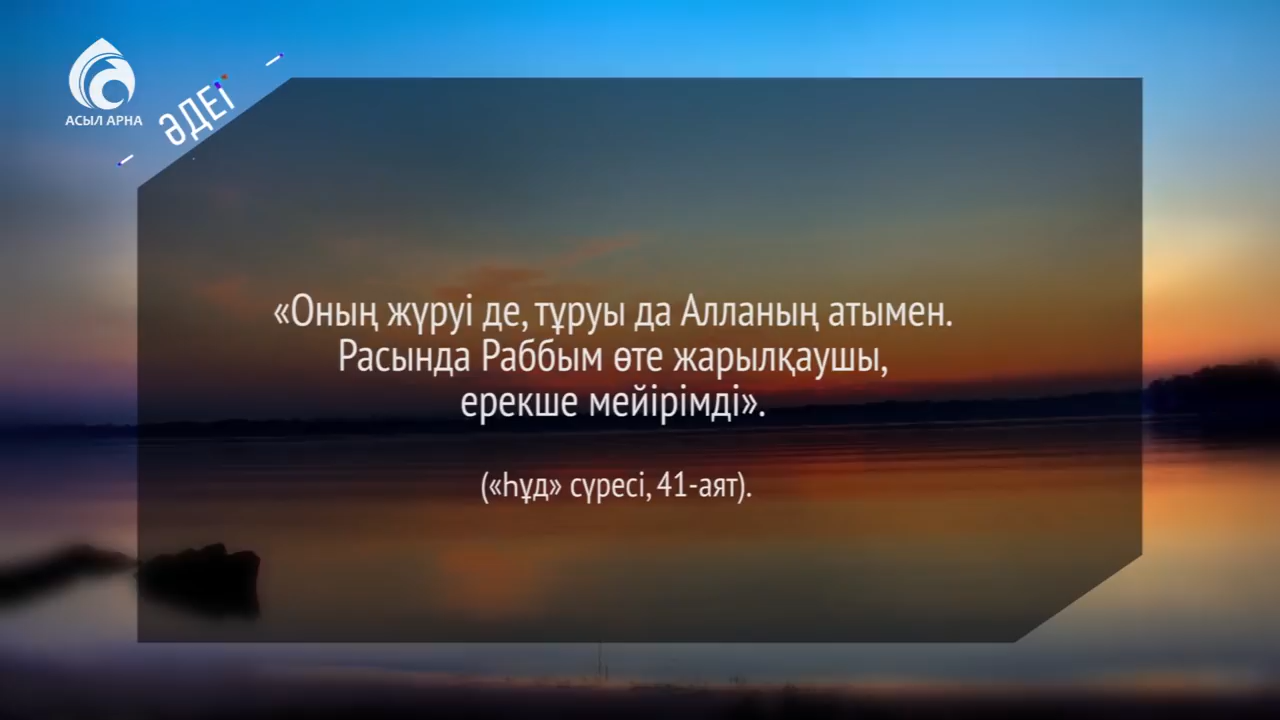 АСЫЛ АРНА
ӘДЕІ
«Оның жүруі де, тұруы да Алланың атымен.
Расында Раббым өте жарылқаушы,
ерекше мейірімді».
(«Һұд» сүресі, 41-аят).